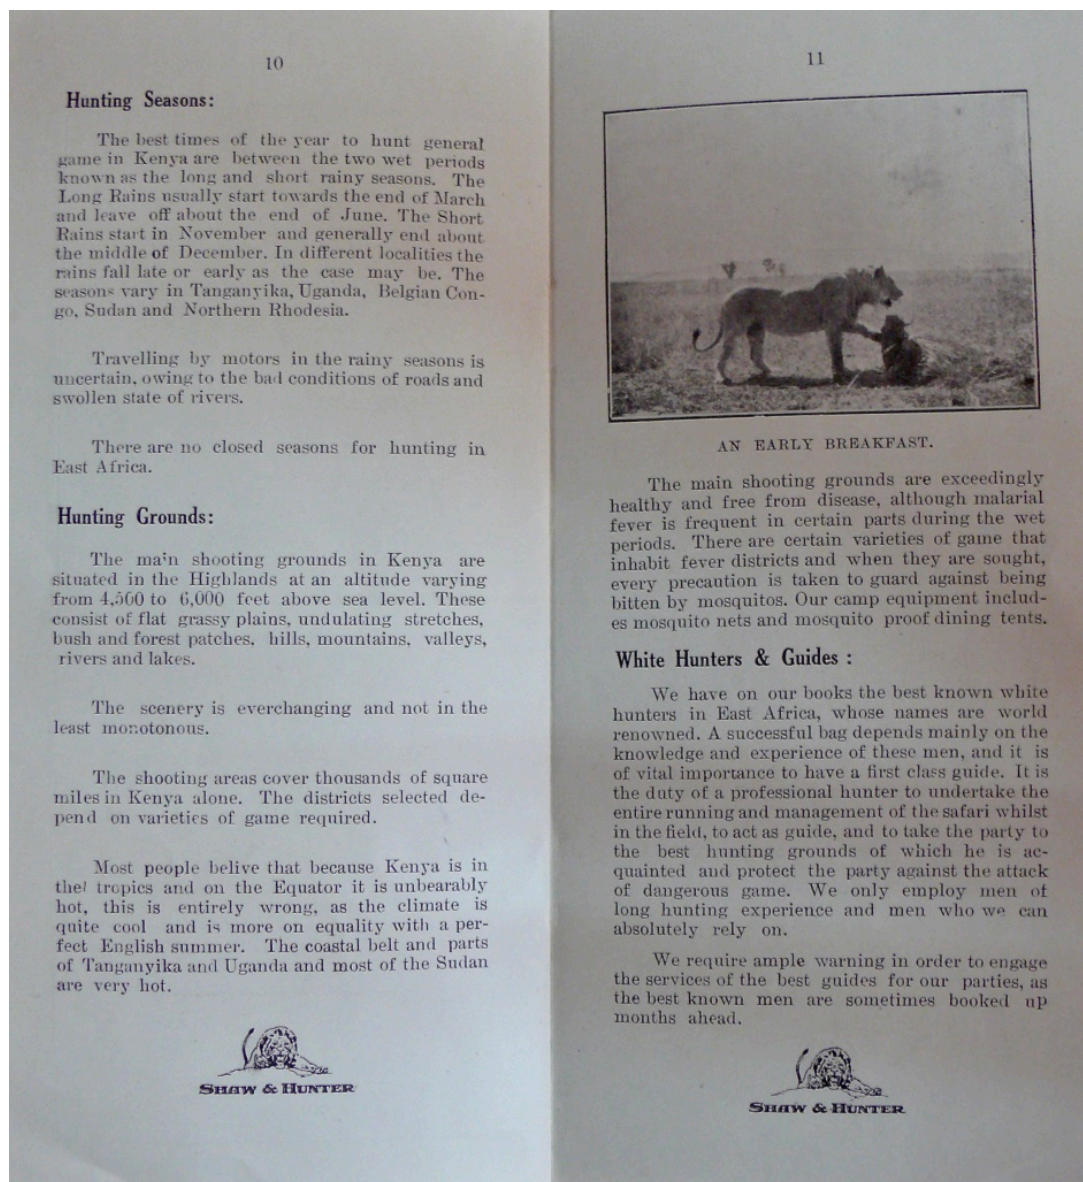 10
Hunting Seasons:
The best times of the year to hunt general
game in Kenya are between the two wet periods
known as the long and short rainy seasons. The
Long Rains usually start towards the end of March
and leave off about the end of June. The Short
Rains start in November and generally end about
the middle of December. In different localities the
rains fall late or early as the case may be. The
seasons vary in Tanganyika, Uganda, Belgian Con-
go, Sudan and Northern Rhodesia.
Travelling by motors in the rainy seasons is
uncertain, owing to the bad conditions of roads and
swollen state of rivers.
There are no closed seasons for hunting in
East Africa.
Hunting Grounds:
The main shooting grounds in Kenya are
situated in the Highlands at an altitude varying
from 4,500 to 6,000 feet above sea level. These
consist of flat grassy plains, undulating stretches,
bush and forest patches, hills, mountains, valleys,
rivers and lakes.
The scenery is everchanging and not in the
least monotonous.
The shooting areas cover thousands of square
miles in Kenya alone. The districts selected de-
pend on varieties of game required.
Most people belive that because Kenya is in
the tropics and on the Equator it is unbearably
hot, this is entirely wrong, as the climate is
quite cool and is more on equality with a per-
fect English summer. The coastal belt and parts
of Tanganyika and Uganda and most of the Sudan
are very hot.
SHAW & HUNTER
11
AN EARLY BREAKFAST.
The main shooting grounds are exceedingly
healthy and free from disease, although malarial
fever is frequent in certain parts during the wet
periods. There are certain varieties of game that
inhabit fever districts and when they are sought,
every precaution is taken to guard against being
bitten by mosquitos. Our camp equipment includ-
es mosquito nets and mosquito proof dining tents.
White Hunters & Guides :
We have on our books the best known white
hunters in East Africa, whose names are world
renowned. A successful bag depends mainly on the
knowledge and experience of these men, and it is
of vital importance to have a first class guide. It is
the duty of a professional hunter to undertake the
entire running and management of the safari whilst
in the field, to act as guide, and to take the party to
the best hunting grounds of which he is ac-
quainted and protect the party against the attack
of dangerous game. We only employ men of
long hunting experience and men who we can
absolutely rely on.
We require ample warning in order to engage
the services of the best guides for our parties, as
the best known men are sometimes booked up
months ahead.
SHAW & HUNTER